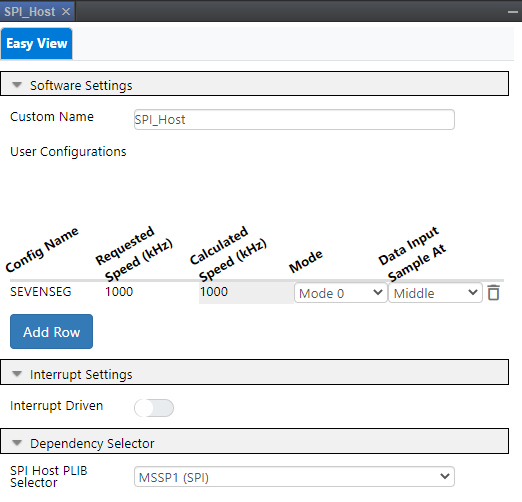 SPI_Host
Easy View
Software Settings
Custom Name
SPI_Host
User Configurations
Config Name
Requested
Speed (kHz)
Calculated
Speed (kHz)
Mode
Data Input
Sample At
SEVENSEG 1000 1000 Mode 0 Middle
Add Row
Interrupt Settings
Interrupt Driven
Dependency Selector
SPI Host PLIB
Selector
MSSP1 (SPI)